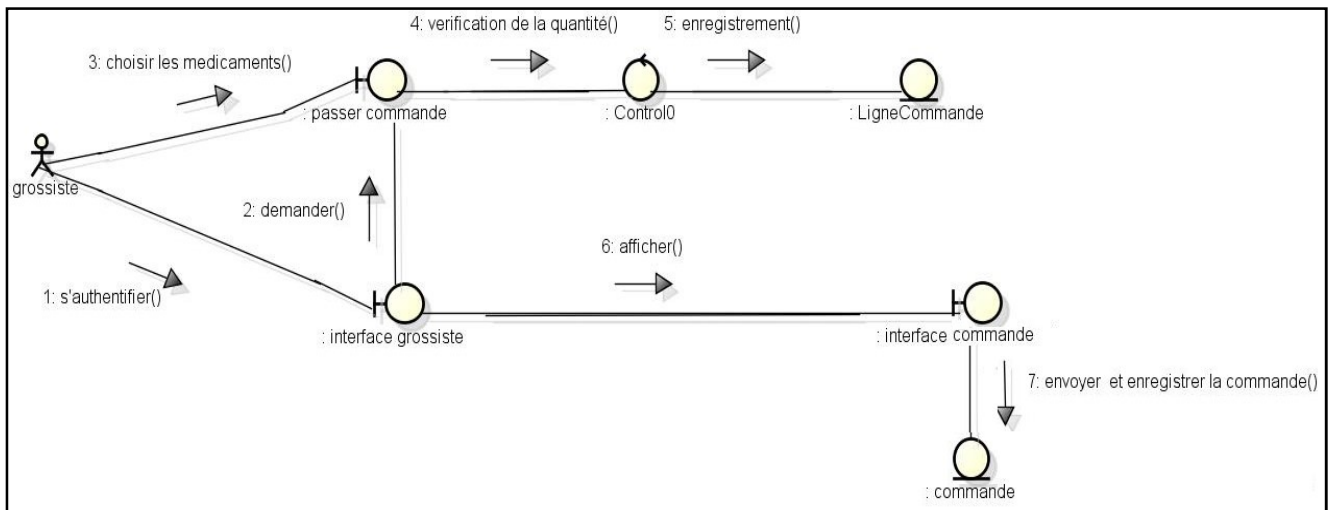 4: verification de la quantité()
5: enregistrement()
3: choisir les medicaments()
: passer commande
: Control0
: LigneCommande
grossiste
2: demander()
6: afficher()
1: s'authentifier()
: interface grossiste
: interface commande
7: envoyer et enregistrer la commande()
: commande